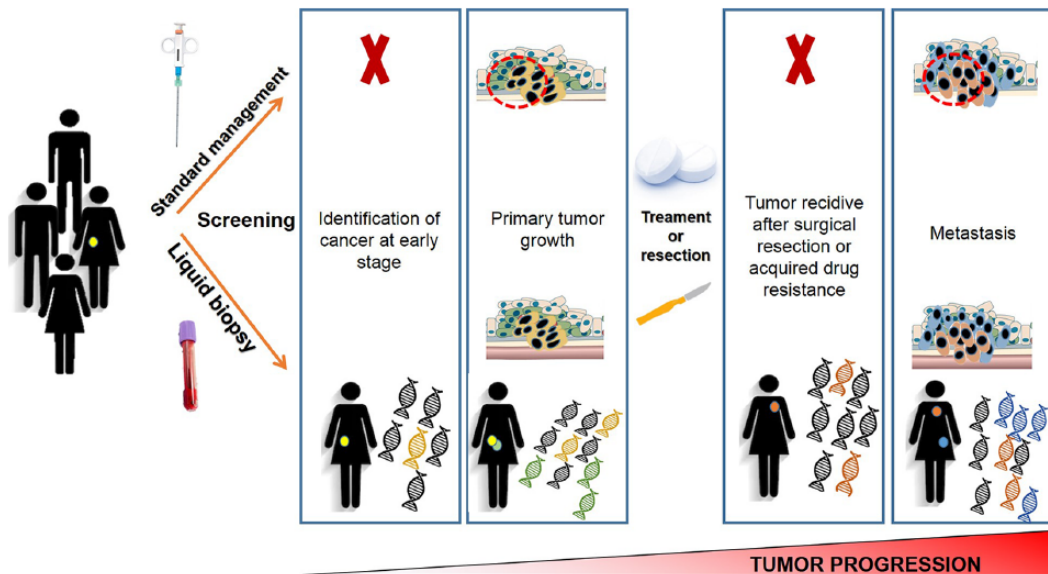 Standard management
Screening
Liquid biopsy
Identification of
cancer at early
stage
Primary tumor
growth
Treament
or
resection
Tumor recidive
after surgical
resection or
acquired drug
resistance
Metastasis
TUMOR PROGRESSION